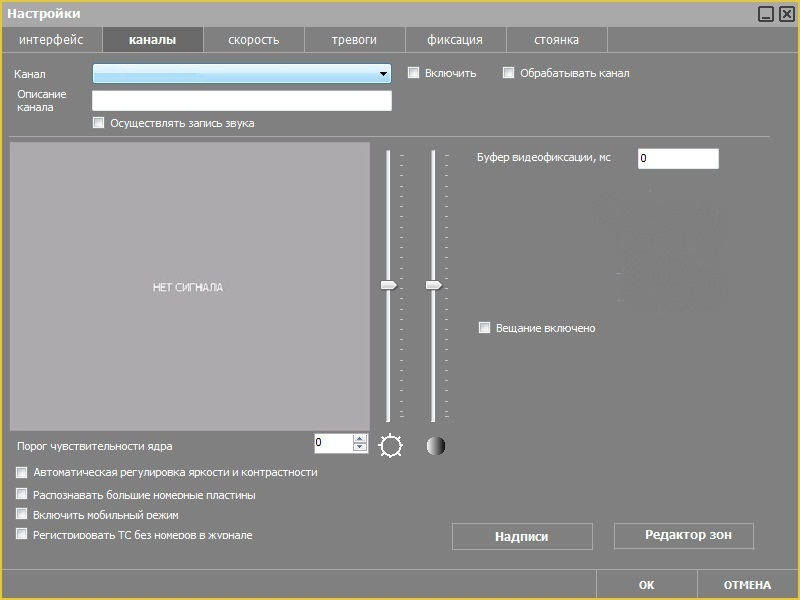 Настройки
интерфейс каналы скорость тревоги фиксация стоянка
Канал Включить Обрабатывать канал
Описание
канала
Осуществлять запись звука
Буфер видеофиксации, мс 0
НЕТ СИГНАЛА
Вещание включено
Порог чувствительности ядра 0
Автоматическая регулировка яркости и контрастности
Распознавать большие номерные пластины
Включить мобильный режим
Регистрировать ТС без номеров в журнале
Надписи Редактор зон
ОК ОТМЕНА